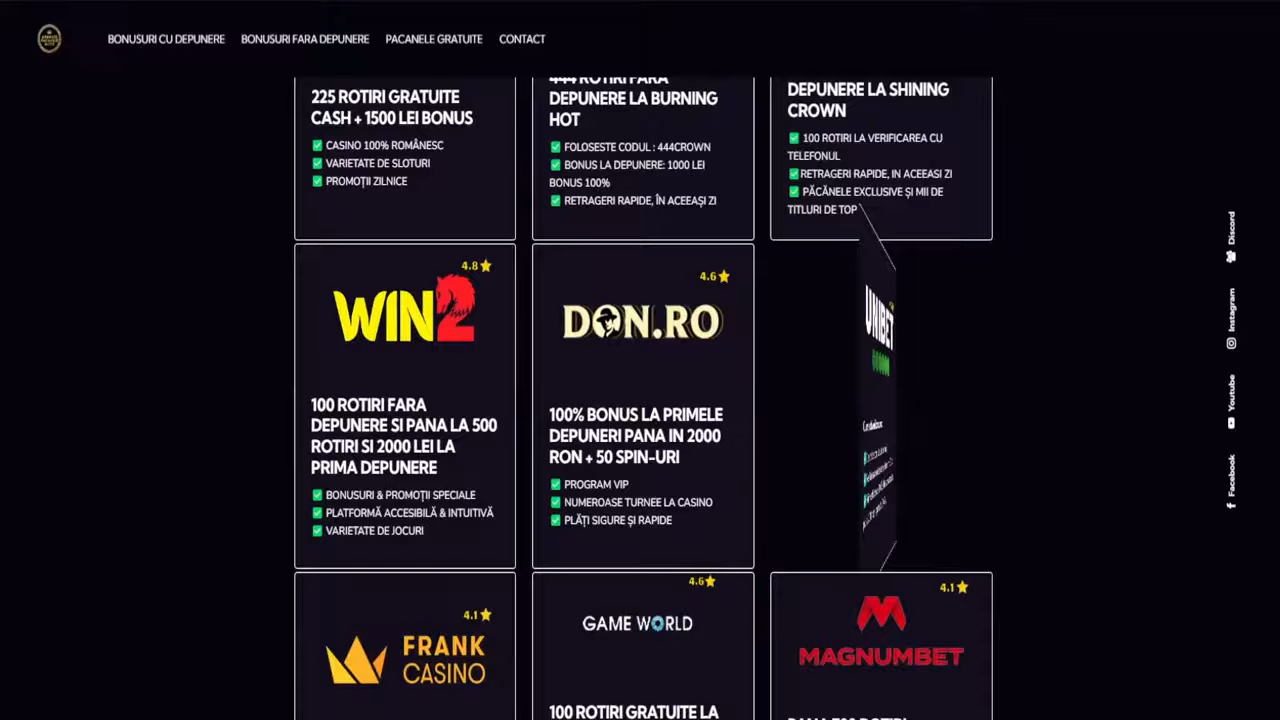 BONUSURI CU DEPUNERE BONUSURI FARA DEPUNERE PACANELE GRATUITE CONTACT
225 ROTIRI GRATUITE
CASH + 1500 LEI BONUS
✅ CASINO 100% ROMÂNESC
✅ VARIETATE DE SLOTURI
✅ PROMOȚII ZILNICE
444 ROTIRI FARA
DEPUNERE LA BURNING
HOT
✅ FOLOSESTE CODUL : 444CROWN
✅ BONUS LA DEPUNERE: 1000 LEI
BONUS 100%
✅ RETRAGERI RAPIDE, ÎN ACEEAȘI ZI
DEPUNERE LA SHINING
CROWN
✅ 100 ROTIRI LA VERIFICAREA CU
TELEFONUL
✅RETRAGERI RAPIDE, IN ACEEASI ZI
✅ PĂCĂNELE EXCLUSIVE ȘI MII DE
TITLURI DE TOP
4.8
WIN2
100 ROTIRI FARA
DEPUNERE SI PANA LA 500
ROTIRI SI 2000 LEI LA
PRIMA DEPUNERE
✅ BONUSURI & PROMOȚII SPECIALE
✅ PLATFORMĂ ACCESIBILĂ & INTUITIVĂ
✅ VARIETATE DE JOCURI
4.6
DON.RO
100% BONUS LA PRIMELE
DEPUNERI PANA IN 2000
RON + 50 SPIN-URI
✅ PROGRAM VIP
✅ NUMEROASE TURNEE LA CASINO
✅ PLĂȚI SIGURE ȘI RAPIDE
UNIBET
4.1
FRANK
CASINO
4.6
GAME WORLD
100 ROTIRI GRATUITE LA
4.1
MAGNUMBET
Discord
Instagram
Youtube
Facebook